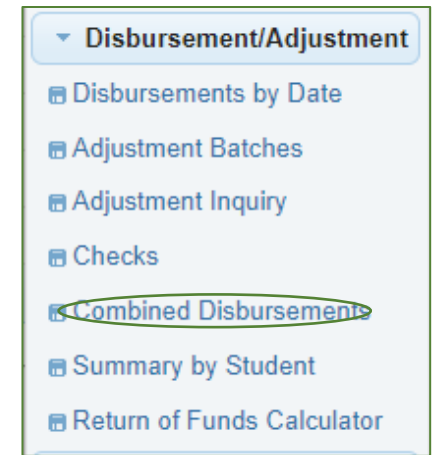 Disbursement/Adjustment
Disbursements by Date
Adjustment Batches
Adjustment Inquiry
Checks
Combined Disbursements
Summary by Student
Return of Funds Calculator